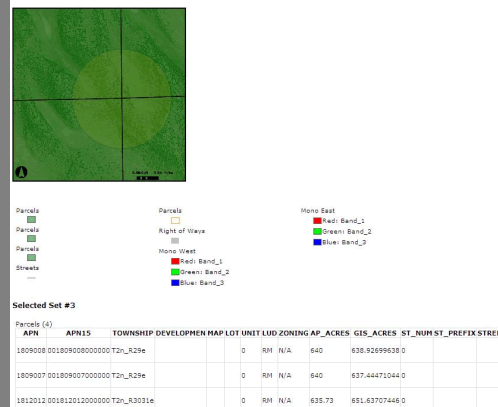 Parcels
Parcels
Parcels
Streets
Parcels
Right of Ways
Mono West
Red: Band_1
Green: Band_2
Blue: Band_3
Mono East
Red: Band_1
Green: Band_2
Blue: Band_3
Selected Set #3
Parcels (4)
APN APN15 TOWNSHIP DEVELOPMEN MAP LOT UNIT LUD ZONING AP_ACRES GIS_ACRES ST_NUM ST_PREFIX STREE
1809008 001809008000000 T2n_R29e 0 RM N/A 640 638.92699638 0
1809007 001809007000000 T2n_R29e 0 RM N/A 640 637.44471044 0
1812012 001812012000000 T2n_R3031e 0 RM N/A 635.73 651.63707446 0